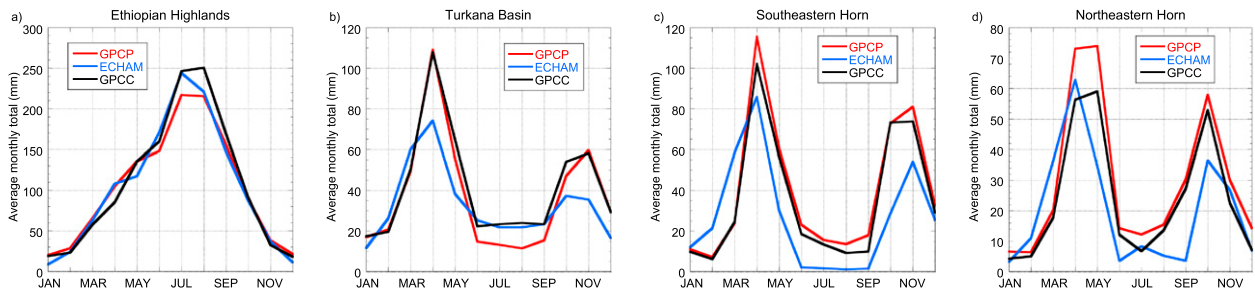 a) Ethiopian Highlands
Average monthly total (mm)
300
250
200
150
100
50
0
GPCP
ECHAM
GPCC
JAN MAR MAY JUL SEP NOV
b) Turkana Basin
Average monthly total (mm)
120
100
80
60
40
20
0
GPCP
ECHAM
GPCC
JAN MAR MAY JUL SEP NOV
c) Southeastern Horn
Average monthly total (mm)
120
100
80
60
40
20
0
GPCP
ECHAM
GPCC
JAN MAR MAY JUL SEP NOV
d) Northeastern Horn
Average monthly total (mm)
80
70
60
50
40
30
20
10
0
GPCP
ECHAM
GPCC
JAN MAR MAY JUL SEP NOV